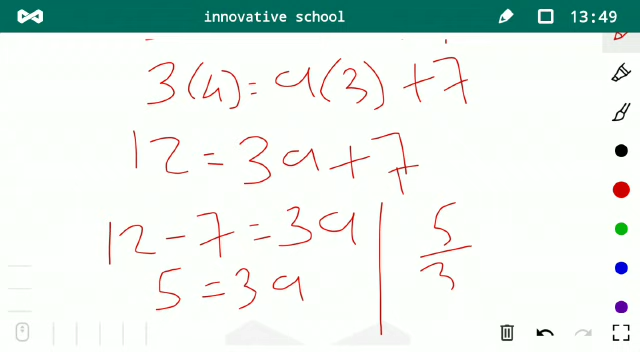 innovative school 13:49
3(4)=a(3)+7
12=3a+7
12-7=3a
5=3a
5/3